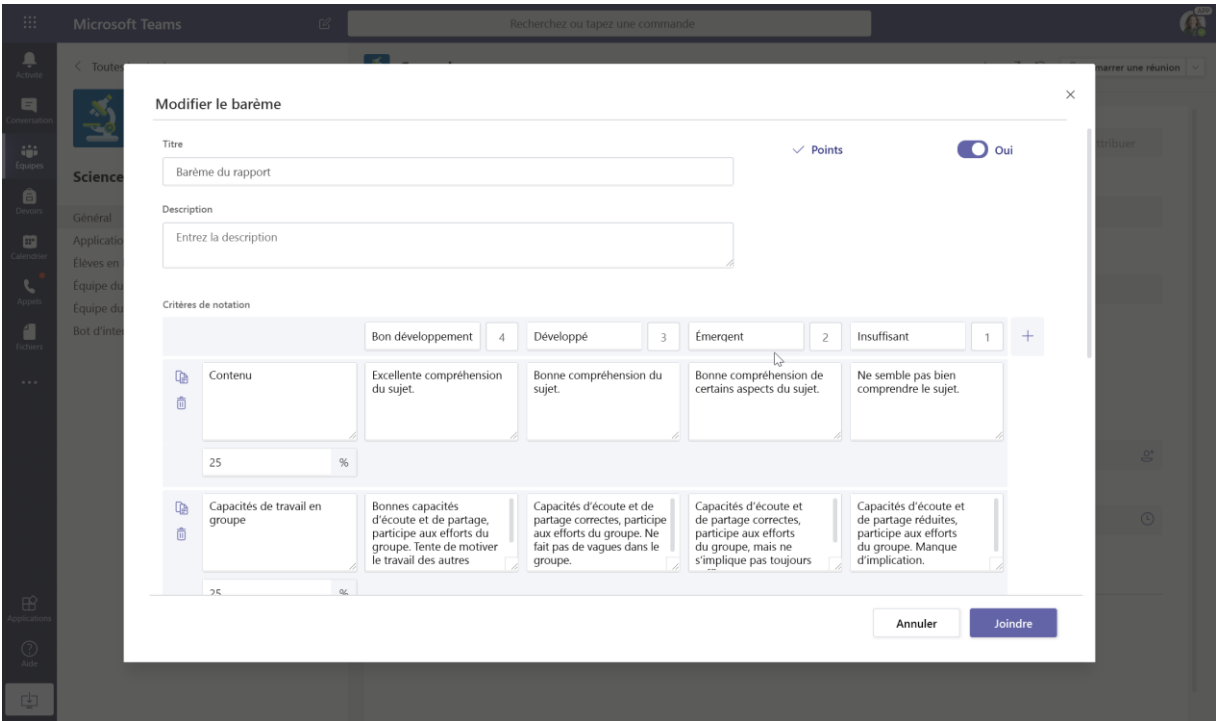 Microsoft Teams
Recherchez ou tapez une commande
Activité
Toutes
marrer une réunion
Modifier le barème
Conversation
Titre
Points
Oui
ttribuer
Équipes
Barème du rapport
Science
Devoirs
Description
Général
Calendrier
Applicatio
Entrez la description
Élèves en
Équipe du
Appels
Critères de notation
Équipe du
Bot d'inter
Fichiers
Bon développement 4 Développé 3 Émergent 2 Insuffisant 1
Contenu
Excellente compréhension
du sujet.
Bonne compréhension du
sujet.
Bonne compréhension de
certains aspects du sujet.
Ne semble pas bien
comprendre le sujet.
25 %
Capacités de travail en
groupe
Bonnes capacités
d'écoute et de partage,
participe aux efforts du
groupe. Tente de motiver
le travail des autres
Capacités d'écoute et de
partage correctes, participe
aux efforts du groupe. Ne
fait pas de vagues dans le
groupe.
Capacités d'écoute et
de partage correctes,
participe aux efforts
du groupe, mais ne
s'implique pas toujours
Capacités d'écoute et
de partage réduites,
participe aux efforts
du groupe. Manque
d'implication.
25 %
Applications
Annuler
Joindre
Aide